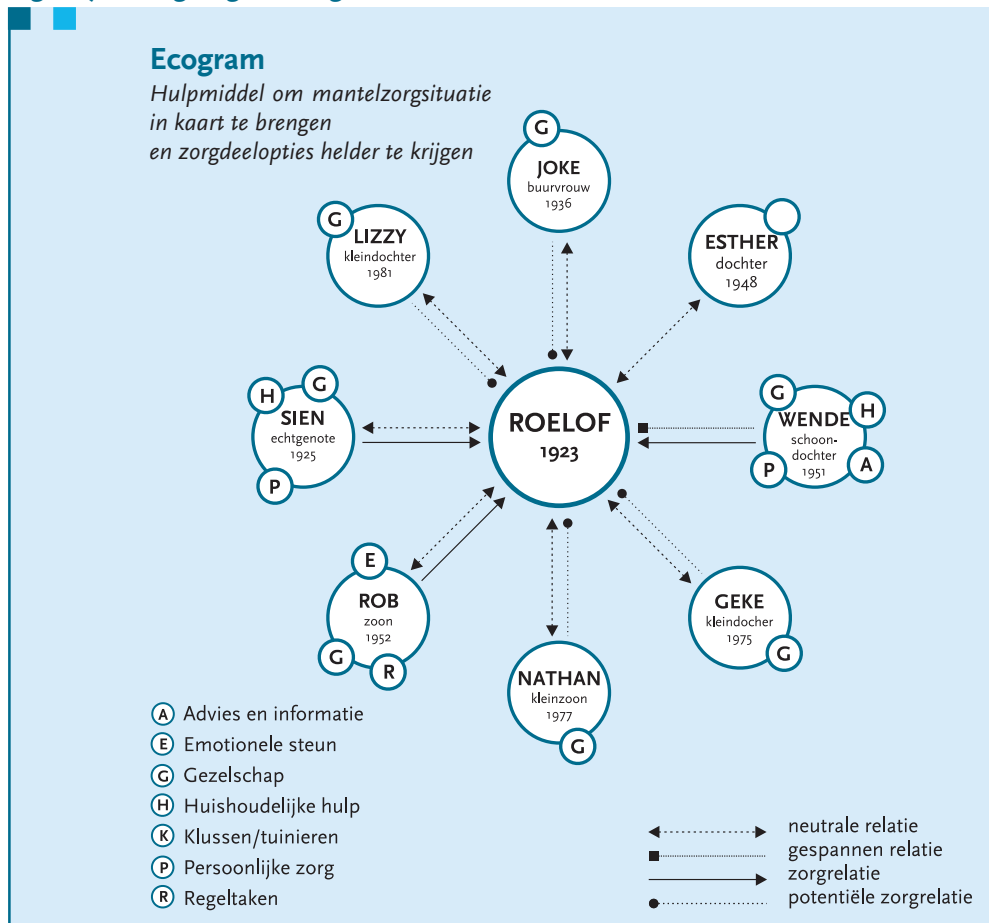 Ecogram
Hulpmiddel om mantelzorgsituatie
in kaart te brengen
en zorgdeelopties helder te krijgen
G
JOKE
buurvrouw
1936
G
LIZZY
kleindochter
1981
ESTHER
dochter
1948
H
G
SIEN
echtgenote
1925
P
ROELOF
1923
G
H
WENDE
schoon-
dochter
1951
P
A
E
ROB
zoon
1952
G
R
NATHAN
kleinzoon
1977
G
GEKE
kleindocher
1975
G
A Advies en informatie
E Emotionele steun
G Gezelschap
H Huishoudelijke hulp
K Klussen/tuinieren
P Persoonlijke zorg
R Regeltaken
neutrale relatie
gespannen relatie
zorgrelatie
potentiële zorgrelatie